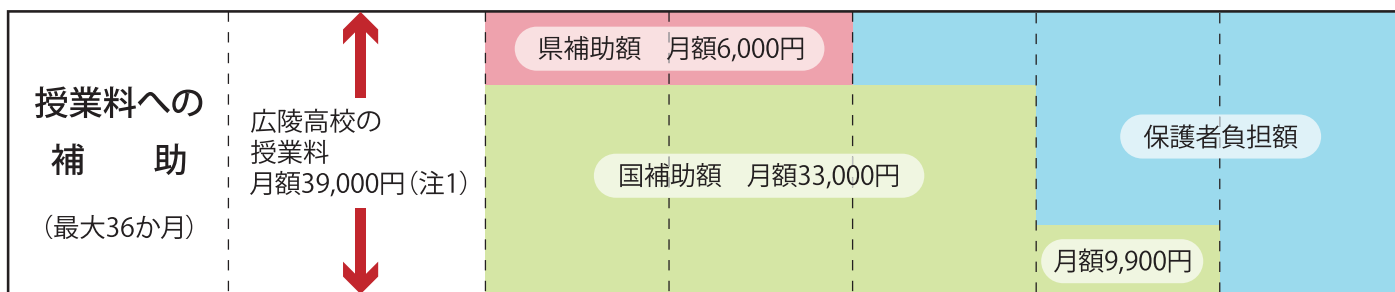 授業料への
補　助
（最大36か月）
広陵高校の
授業料
月額39,000円（注1）
県補助額　月額6,000円
国補助額　月額33,000円
保護者負担額
月額9,900円